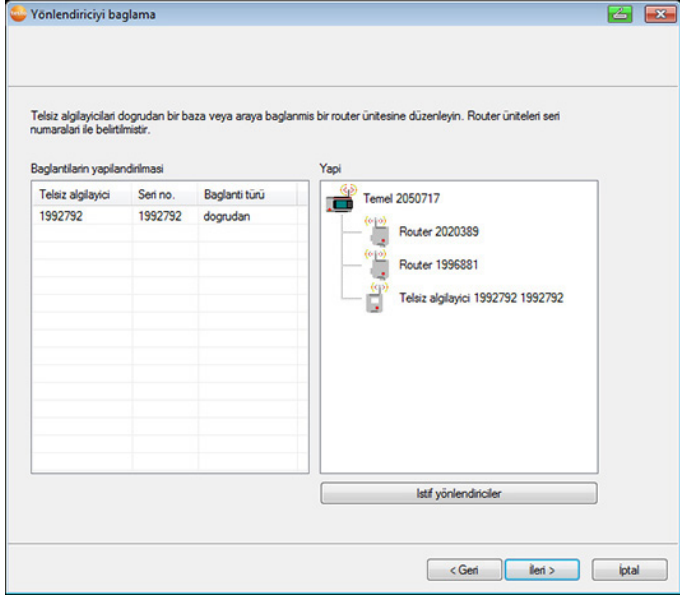 Yönlendiriciyi baglama
Telsiz algilayicilari dogrudan bir baza veya araya baglanmis bir router ünitesine düzenleyin. Router üniteleri seri
numaralari ile belirtilmistir.
Baglantilarin yapilandirilmasi
Telsiz algilayici Seri no. Baglanti türü
1992792 1992792 dogrudan
Yapi
Temel 2050717
Router 2020389
Router 1996881
Telsiz algilayici 1992792 1992792
Istif yönlendiriciler
< Geri İleri > İptal